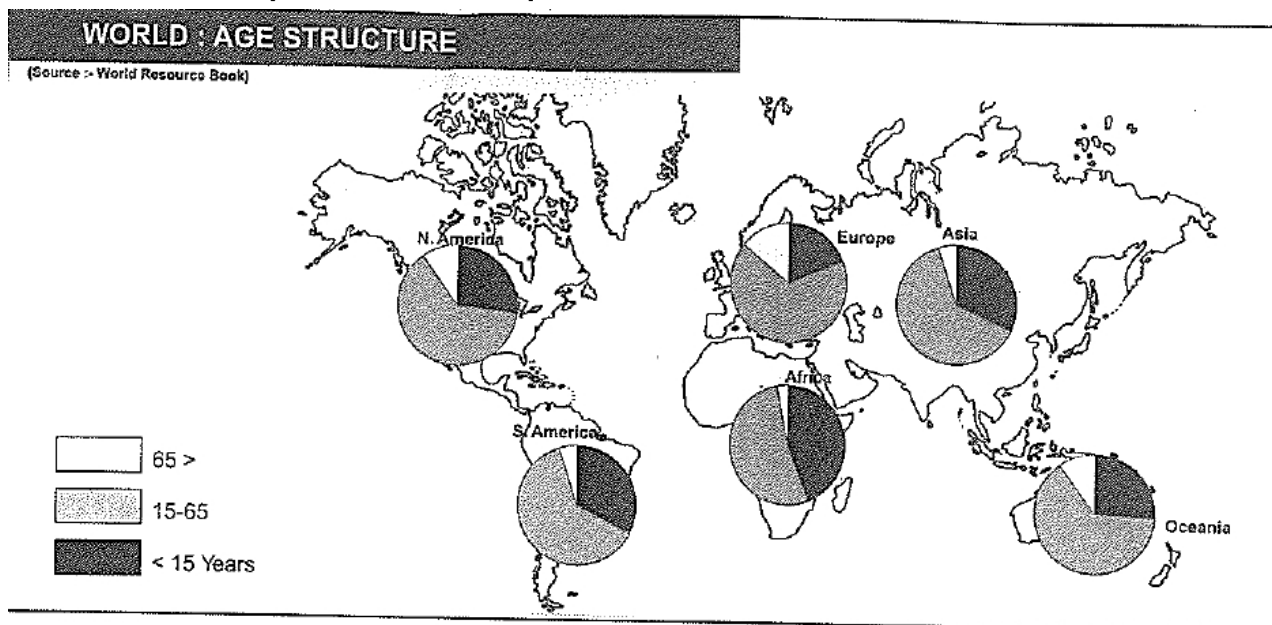 WORLD : AGE STRUCTURE
(Source :- World Resource Book)
N. America
Europe
Asia
Africa
S. America
Oceania
65 >
15-65
< 15 Years